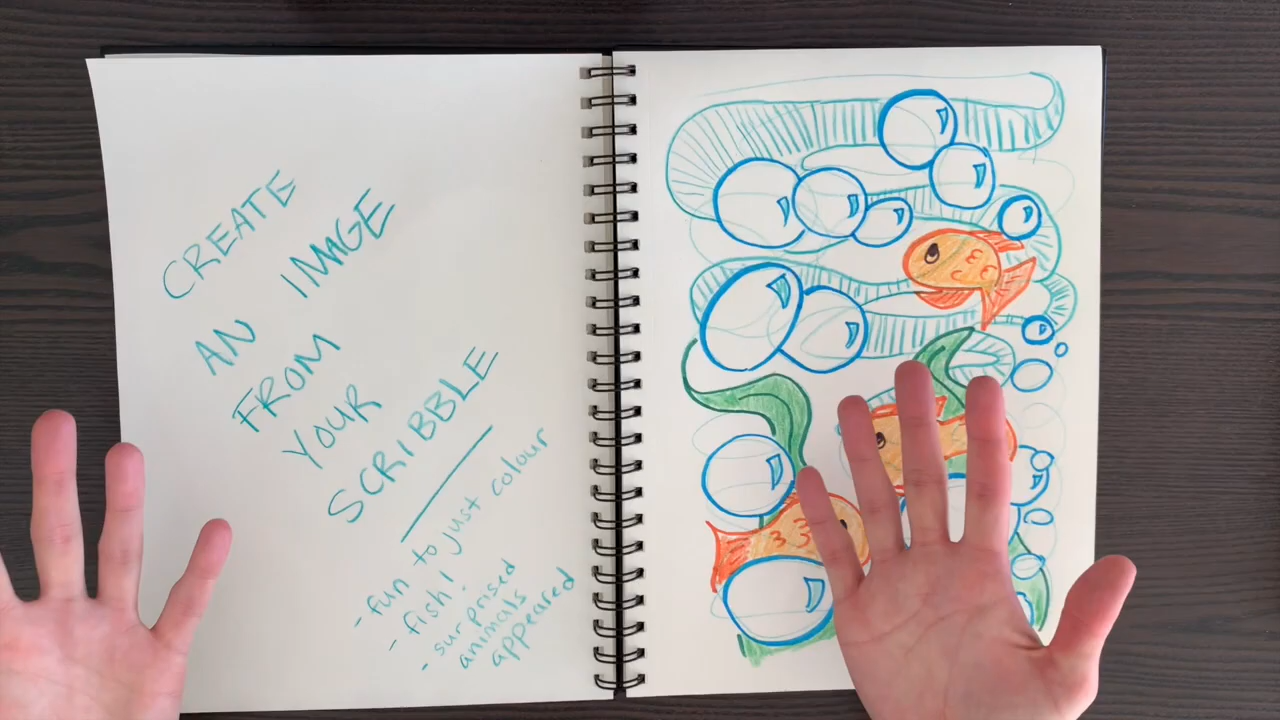 CREATE
AN IMAGE
FROM
YOUR
SCRIBBLE
- fun to just colour
- fish!
- surprised
animals
appeared